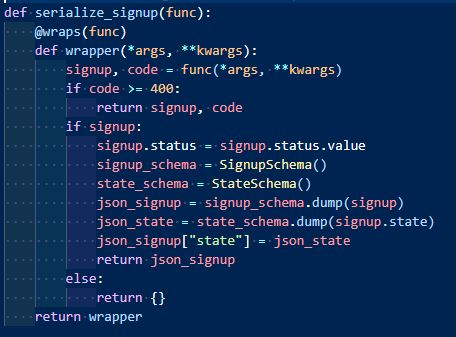 def serialize_signup(func):
    @wraps(func)
    def wrapper(*args, **kwargs):
        signup, code = func(*args, **kwargs)
        if code >= 400:
            return signup, code
        if signup:
            signup.status = signup.status.value
            signup_schema = SignupSchema()
            state_schema = StateSchema()
            json_signup = signup_schema.dump(signup)
            json_state = state_schema.dump(signup.state)
            json_signup["state"] = json_state
            return json_signup
        else:
            return {}
    return wrapper